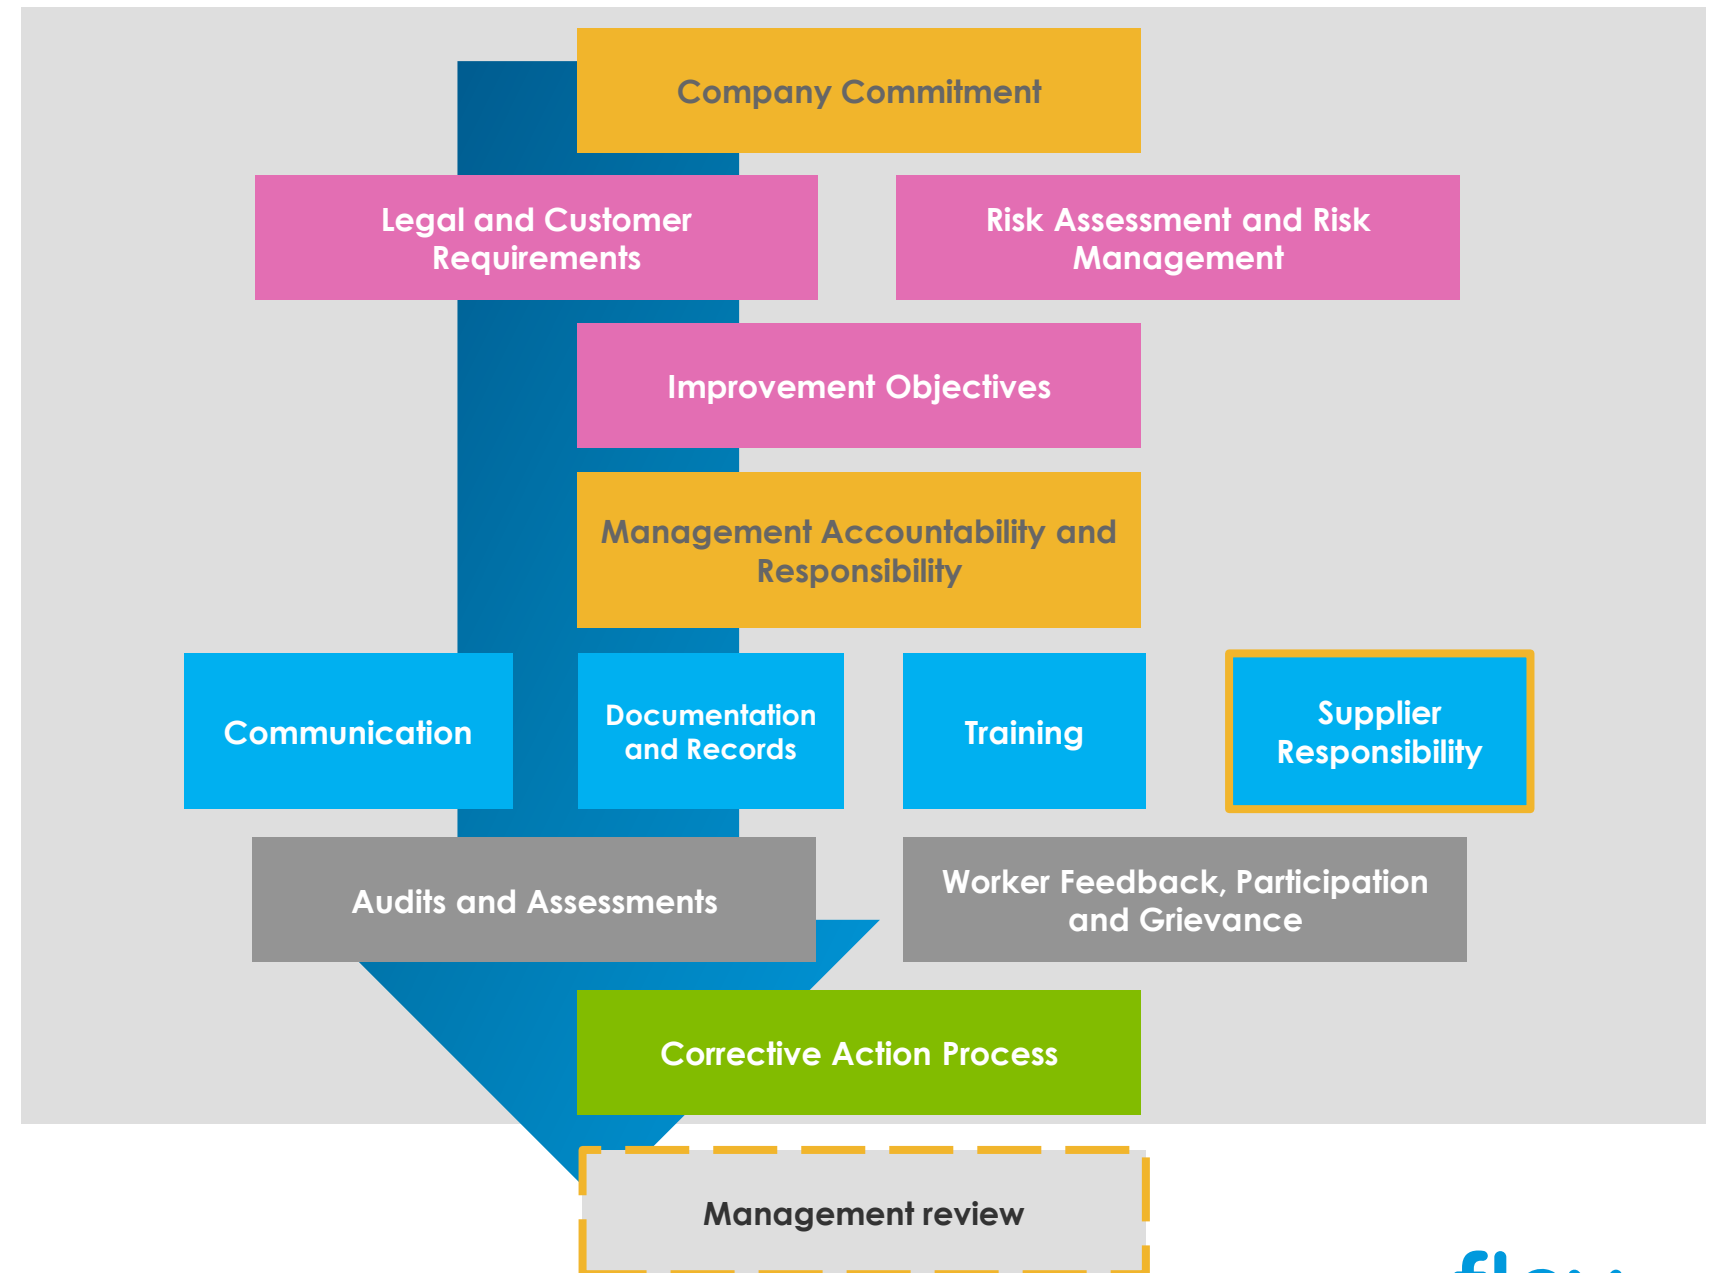 Company Commitment
Legal and Customer
Requirements
Risk Assessment and Risk
Management
Improvement Objectives
Management Accountability and
Responsibility
Communication
Documentation
and Records
Training
Supplier
Responsibility
Audits and Assessments
Worker Feedback, Participation
and Grievance
Corrective Action Process
Management review